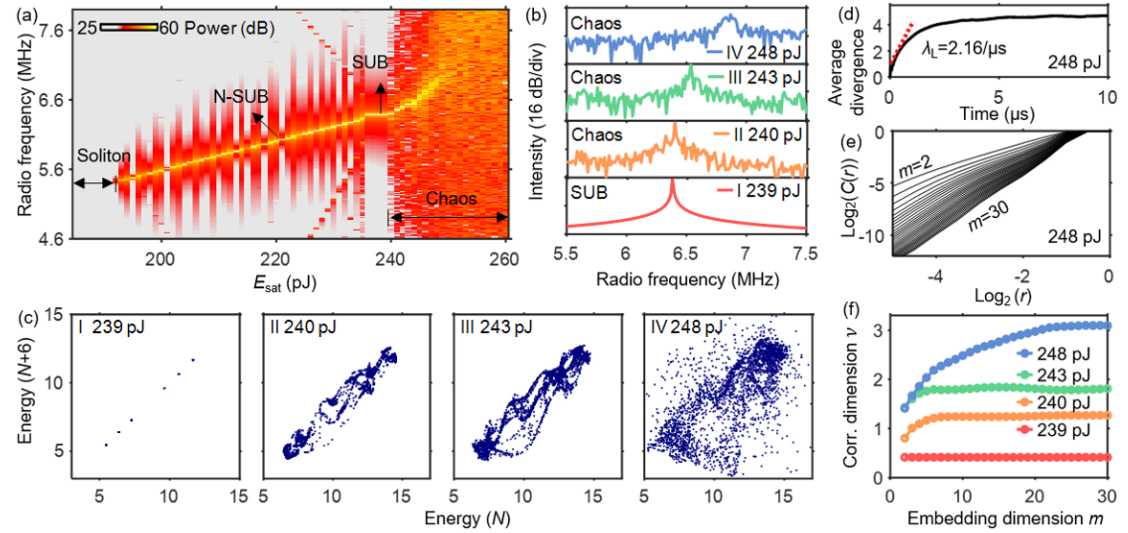 (a)
25
60 Power (dB)
Radio frequency (MHz)
7.6
6.6
5.6
4.6
Soliton
N-SUB
SUB
Chaos
200
220
240
260
E_sat (pJ)
(b)
Intensity (16 dB/div)
Chaos
IV 248 pJ
Chaos
III 243 pJ
Chaos
II 240 pJ
SUB
I 239 pJ
5.5
6
6.5
7
7.5
Radio frequency (MHz)
(d)
Average
divergence
4
2
0
λ_L=2.16/μs
248 pJ
0
5
10
Time (μs)
(e)
Log₂(C(r))
0
-5
-10
m=2
m=30
248 pJ
-4
-2
0
Log₂(r)
(c)
Energy (N+6)
15
10
5
I 239 pJ
II 240 pJ
III 243 pJ
IV 248 pJ
5
10
15
5
10
15
5
10
15
5
10
15
Energy (N)
(f)
Corr. dimension ν
3
2
1
0
248 pJ
243 pJ
240 pJ
239 pJ
0
10
20
30
Embedding dimension m